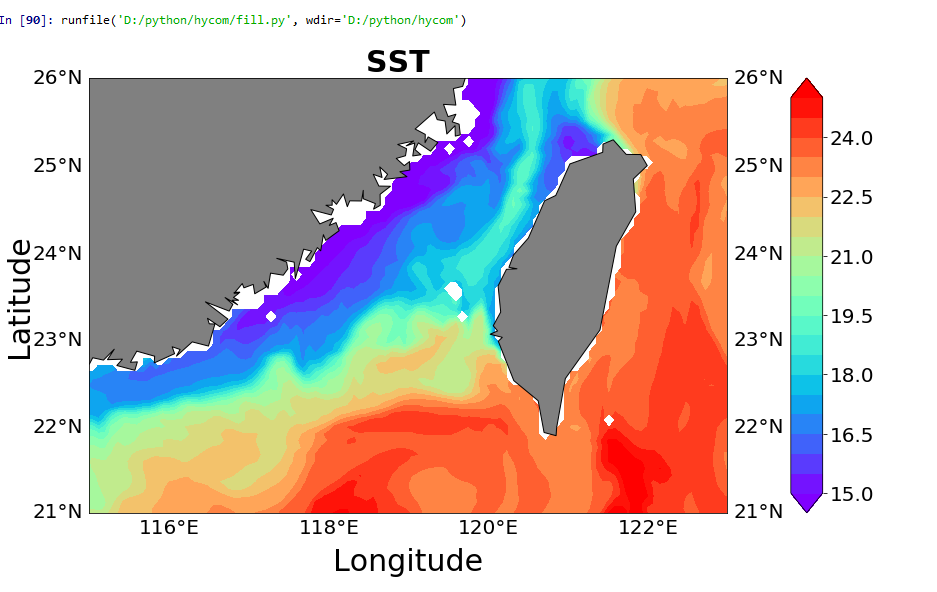 In [90]: runfile('D:/python/hycom/fill.py', wdir='D:/python/hycom')
SST
26°N
25°N
24°N
23°N
22°N
21°N
Latitude
26°N
25°N
24°N
23°N
22°N
21°N
24.0
22.5
21.0
19.5
18.0
16.5
15.0
116°E 118°E 120°E 122°E
Longitude